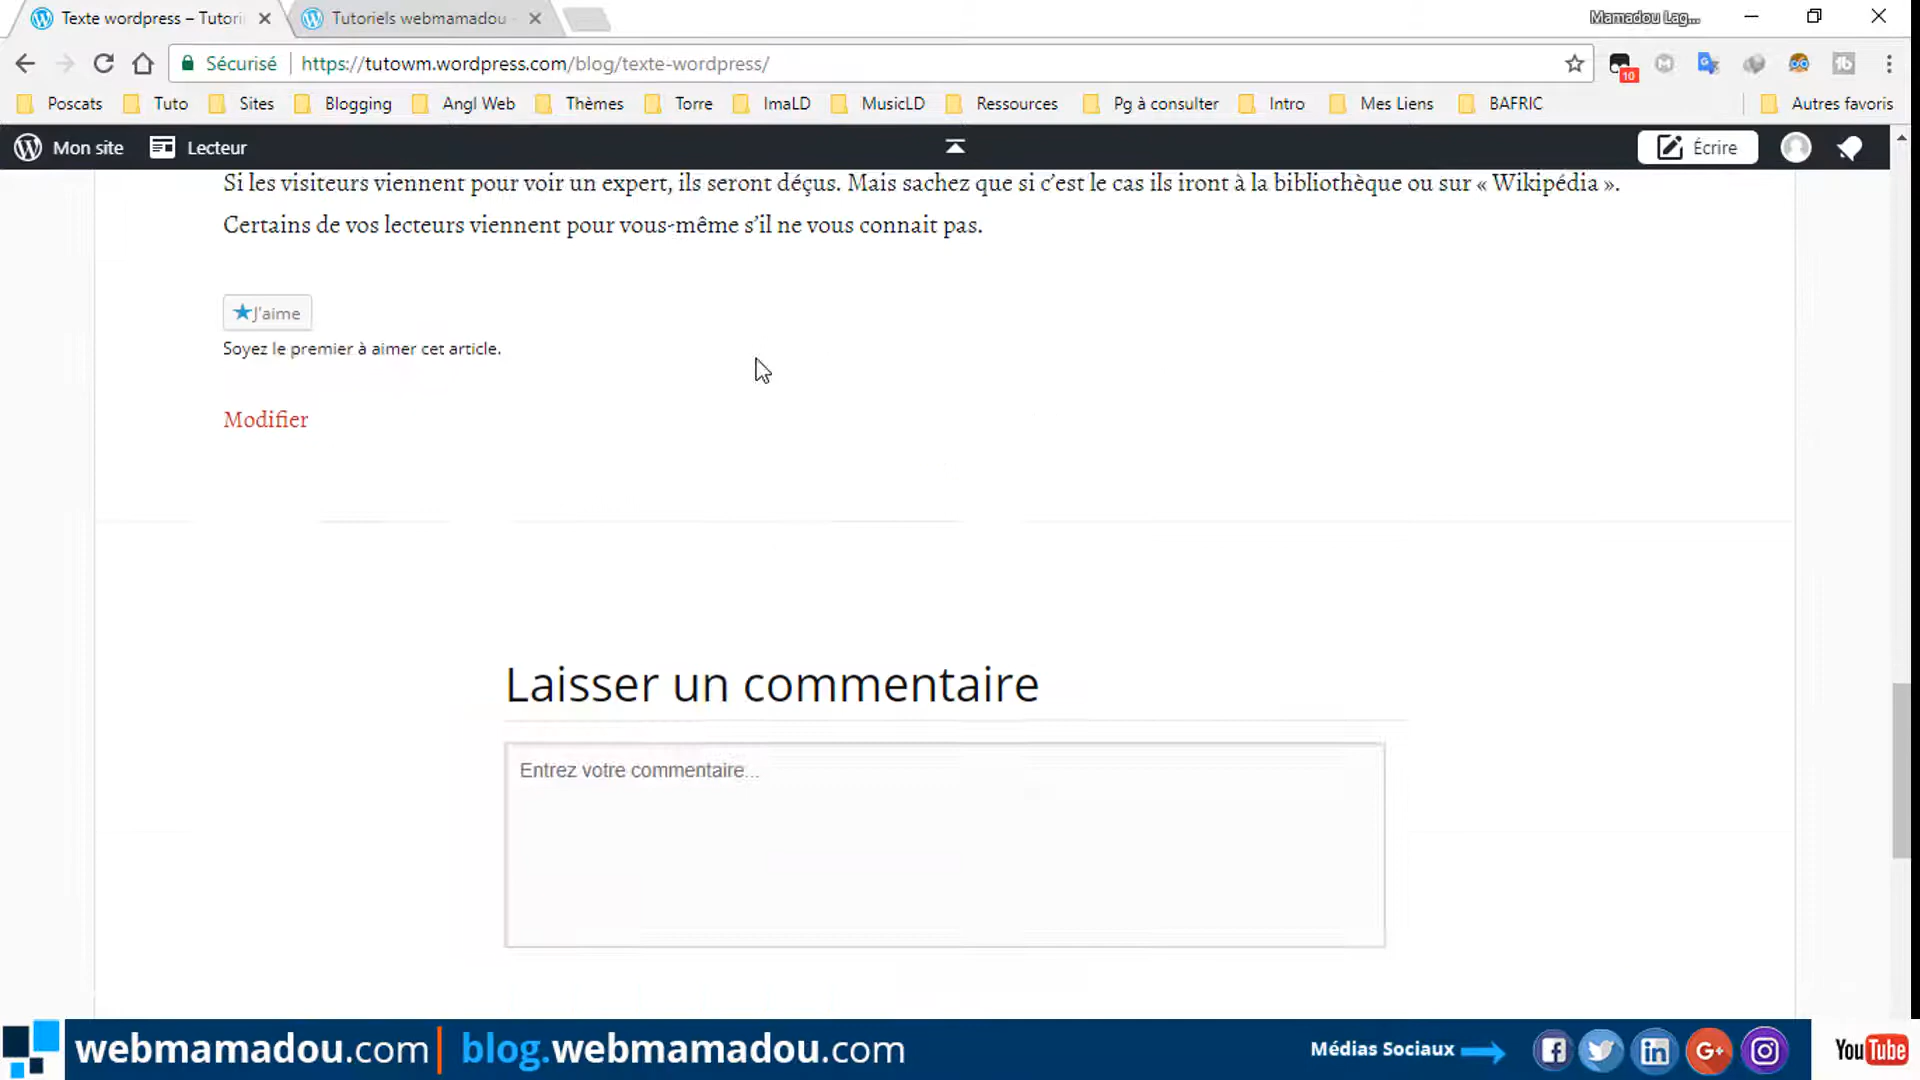 Texte wordpress – Tutori
Tutoriels webmamadou
Mamadou Lag...
Sécurisé
https://tutowm.wordpress.com/blog/texte-wordpress/
10
Poscats
Tuto
Sites
Blogging
Angl Web
Thèmes
Torre
ImaLD
MusicLD
Ressources
Pg à consulter
Intro
Mes Liens
BAFRIC
Autres favoris
Mon site
Lecteur
Écrire
Si les visiteurs viennent pour voir un expert, ils seront déçus. Mais sachez que si c'est le cas ils iront à la bibliothèque ou sur « Wikipédia ».
Certains de vos lecteurs viennent pour vous-même s'il ne vous connait pas.
J'aime
Soyez le premier à aimer cet article.
Modifier
Laisser un commentaire
Entrez votre commentaire...
webmamadou.com
blog.webmamadou.com
Médias Sociaux
G+
YouTube